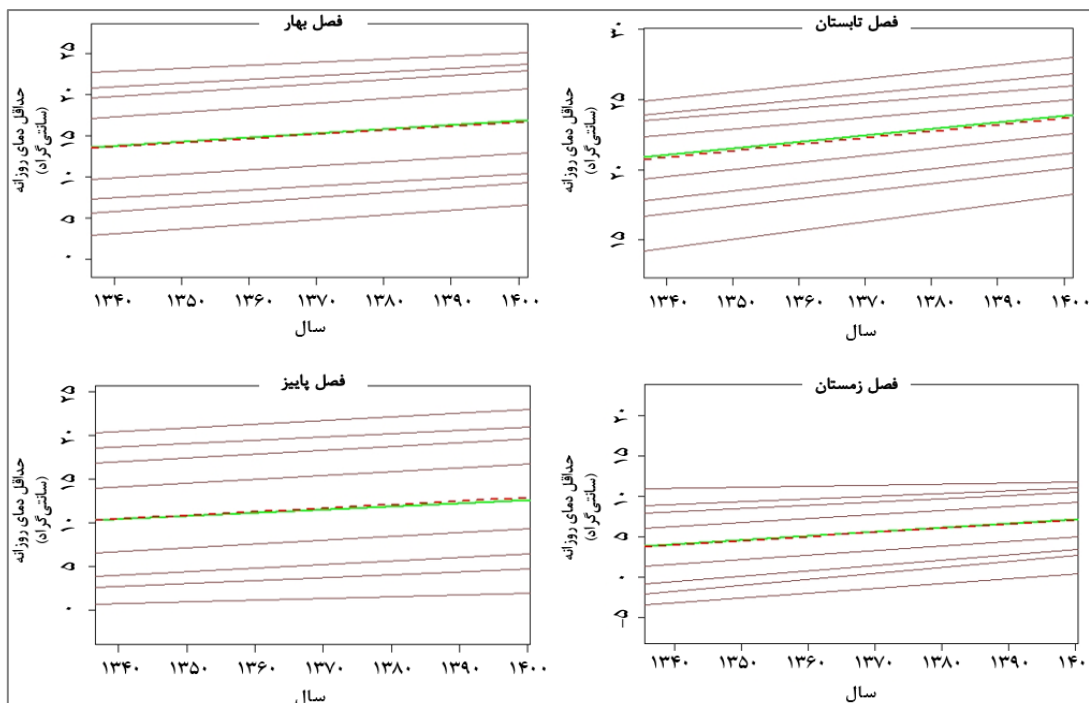 فصل بهار
حداقل دمای روزانه
(سانتی‌گراد)
۲۵
۲۰
۱۵
۱۰
۵
۰
۱۳۴۰ ۱۳۵۰ ۱۳۶۰ ۱۳۷۰ ۱۳۸۰ ۱۳۹۰ ۱۴۰۰
سال
فصل تابستان
حداقل دمای روزانه
(سانتی‌گراد)
۳۰
۲۵
۲۰
۱۵
۱۳۴۰ ۱۳۵۰ ۱۳۶۰ ۱۳۷۰ ۱۳۸۰ ۱۳۹۰ ۱۴۰۰
سال
فصل پاییز
حداقل دمای روزانه
(سانتی‌گراد)
۲۵
۲۰
۱۵
۱۰
۵
۰
۱۳۴۰ ۱۳۵۰ ۱۳۶۰ ۱۳۷۰ ۱۳۸۰ ۱۳۹۰ ۱۴۰۰
سال
فصل زمستان
حداقل دمای روزانه
(سانتی‌گراد)
۲۰
۱۵
۱۰
۵
۰
-۵
۱۳۴۰ ۱۳۵۰ ۱۳۶۰ ۱۳۷۰ ۱۳۸۰ ۱۳۹۰ ۱۴۰۰
سال